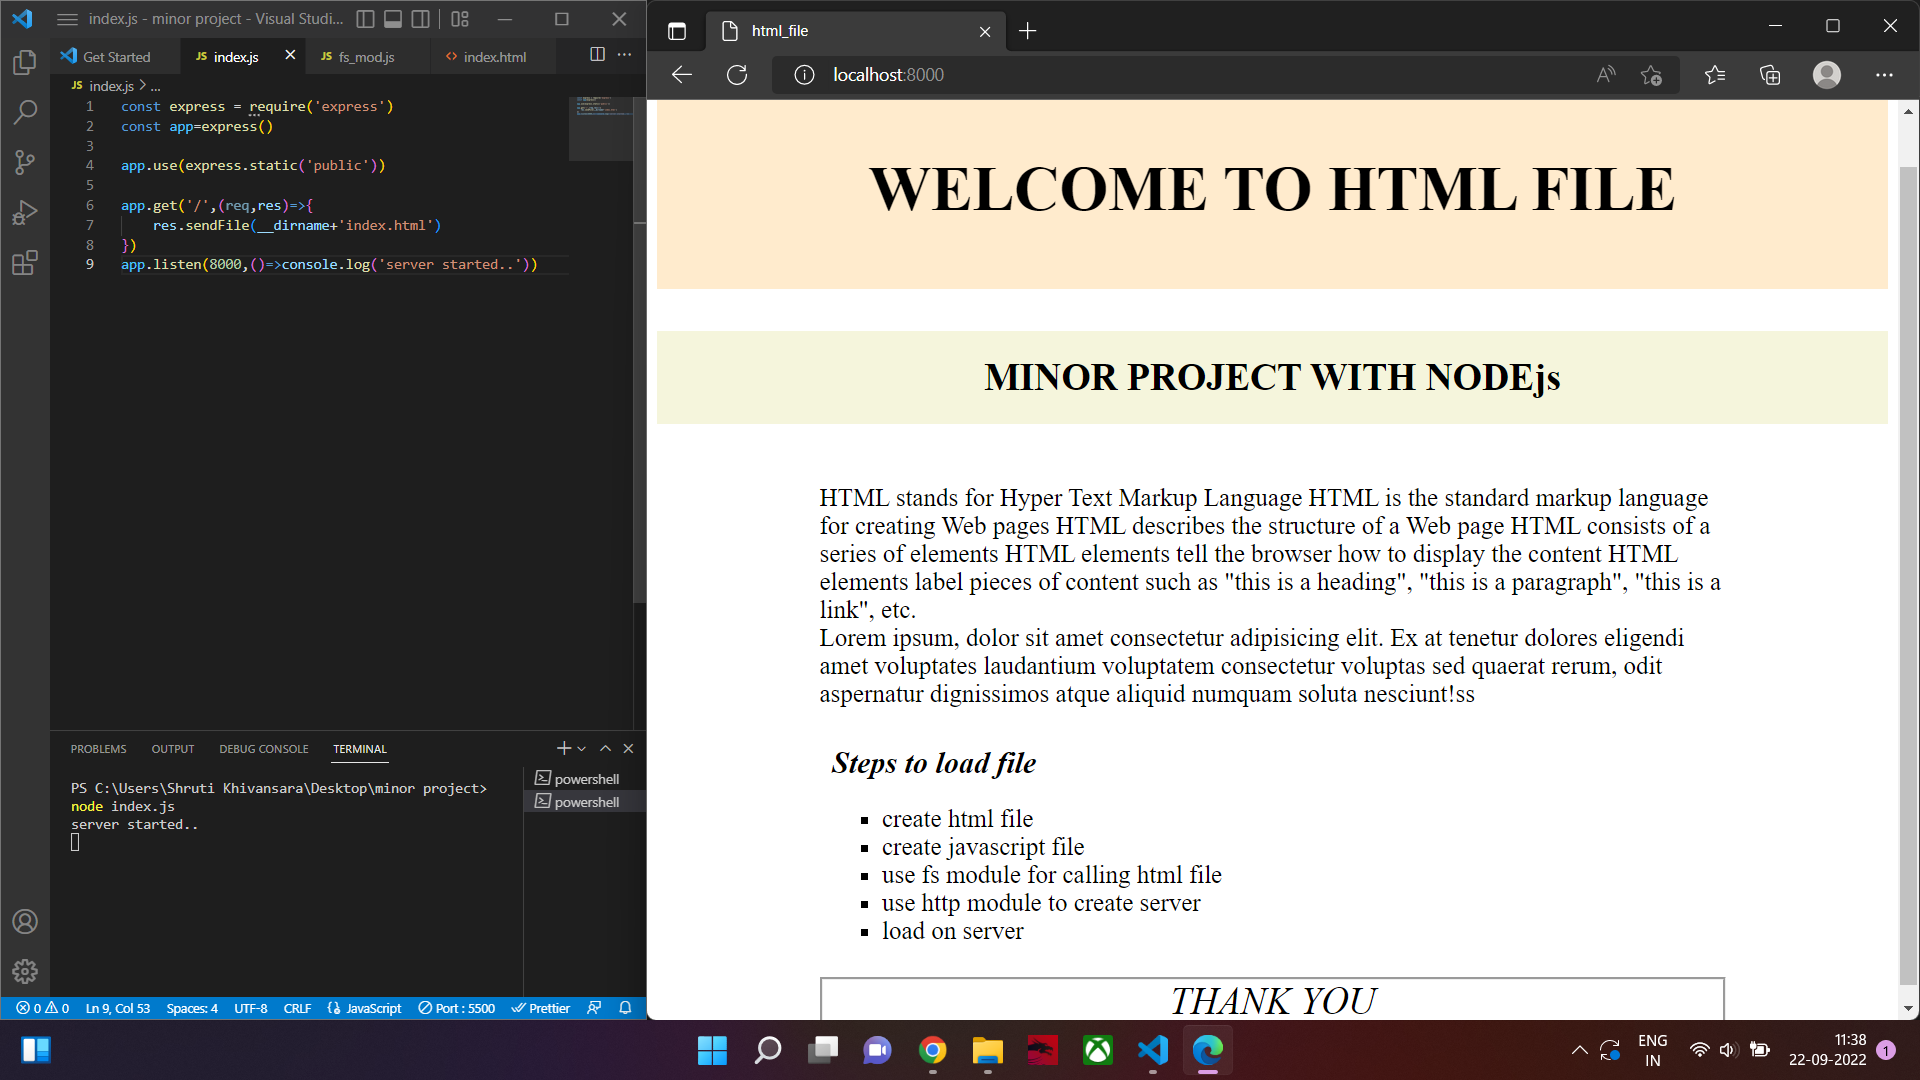 index.js - minor project - Visual Studi...
Get Started
JS index.js
JS fs_mod.js
<> index.html
JS index.js > ...
1 const express = require('express')
2 const app=express()
3
4 app.use(express.static('public'))
5
6 app.get('/',(req,res)=>{
7 res.sendFile(__dirname+'index.html')
8 })
9 app.listen(8000,()=>console.log('server started..'))
PROBLEMS OUTPUT DEBUG CONSOLE TERMINAL
PS C:\Users\Shruti Khivansara\Desktop\minor project>
node index.js
server started..
powershell
powershell
0 0 Ln 9, Col 53 Spaces: 4 UTF-8 CRLF {} JavaScript Port : 5500 Prettier
html_file
localhost:8000
WELCOME TO HTML FILE
MINOR PROJECT WITH NODEjs
HTML stands for Hyper Text Markup Language HTML is the standard markup language
for creating Web pages HTML describes the structure of a Web page HTML consists of a
series of elements HTML elements tell the browser how to display the content HTML
elements label pieces of content such as "this is a heading", "this is a paragraph", "this is a
link", etc.
Lorem ipsum, dolor sit amet consectetur adipisicing elit. Ex at tenetur dolores eligendi
amet voluptates laudantium voluptatem consectetur voluptas sed quaerat rerum, odit
aspernatur dignissimos atque aliquid numquam soluta nesciunt!ss
Steps to load file
create html file
create javascript file
use fs module for calling html file
use http module to create server
load on server
THANK YOU
ENG
IN
11:38
22-09-2022
1